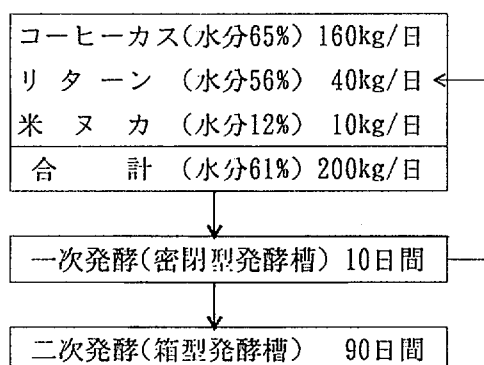 コーヒーカス(水分65%) 160kg/日
リターン (水分56%) 40kg/日
米ヌカ (水分12%) 10kg/日
合計 (水分61%) 200kg/日
一次発酵(密閉型発酵槽) 10日間
二次発酵(箱型発酵槽) 90日間